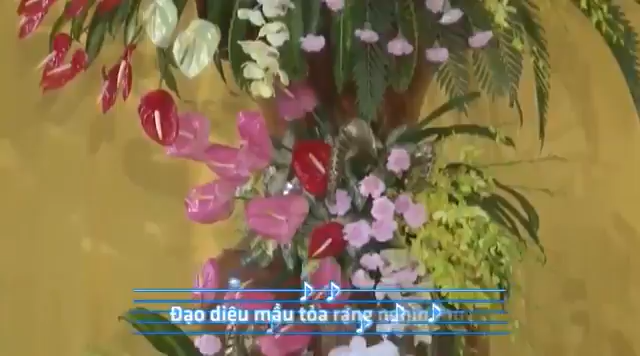 Đạo diệu mầu tỏa rạng